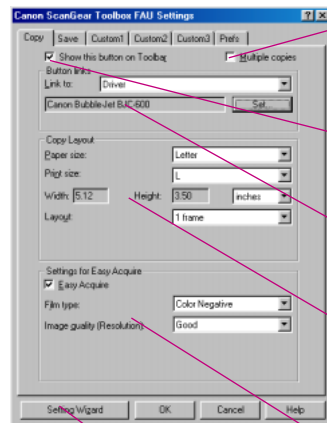 Canon ScanGear Toolbox FAU Settings
Copy Save Custom1 Custom2 Custom3 Prefs
Show this button on Toolbar Multiple copies
Button links
Link to: Driver
Canon Bubble-Jet BJC-600 Set...
Copy Layout
Paper size: Letter
Print size: L
Width: 5.12 Height: 3.50 inches
Layout: 1 frame
Settings for Easy Acquire
Easy Acquire
Film type: Color Negative
Image quality (Resolution): Good
Setting Wizard OK Cancel Help